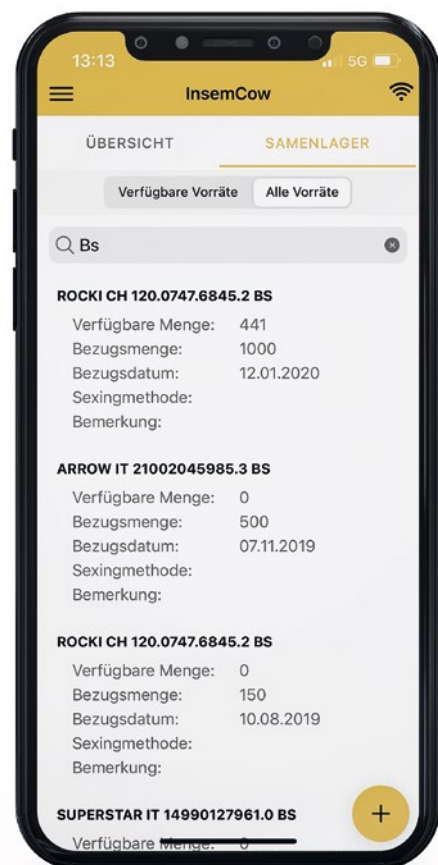 13:13 5G
InsemCow
ÜBERSICHT SAMENLAGER
Verfügbare Vorräte Alle Vorräte
Bs
ROCKI CH 120.0747.6845.2 BS
Verfügbare Menge: 441
Bezugsmenge: 1000
Bezugsdatum: 12.01.2020
Sexingmethode:
Bemerkung:
ARROW IT 21002045985.3 BS
Verfügbare Menge: 0
Bezugsmenge: 500
Bezugsdatum: 07.11.2019
Sexingmethode:
Bemerkung:
ROCKI CH 120.0747.6845.2 BS
Verfügbare Menge: 0
Bezugsmenge: 150
Bezugsdatum: 10.08.2019
Sexingmethode:
Bemerkung:
SUPERSTAR IT 14990127961.0 BS
+
Verfügbare Menge: 0